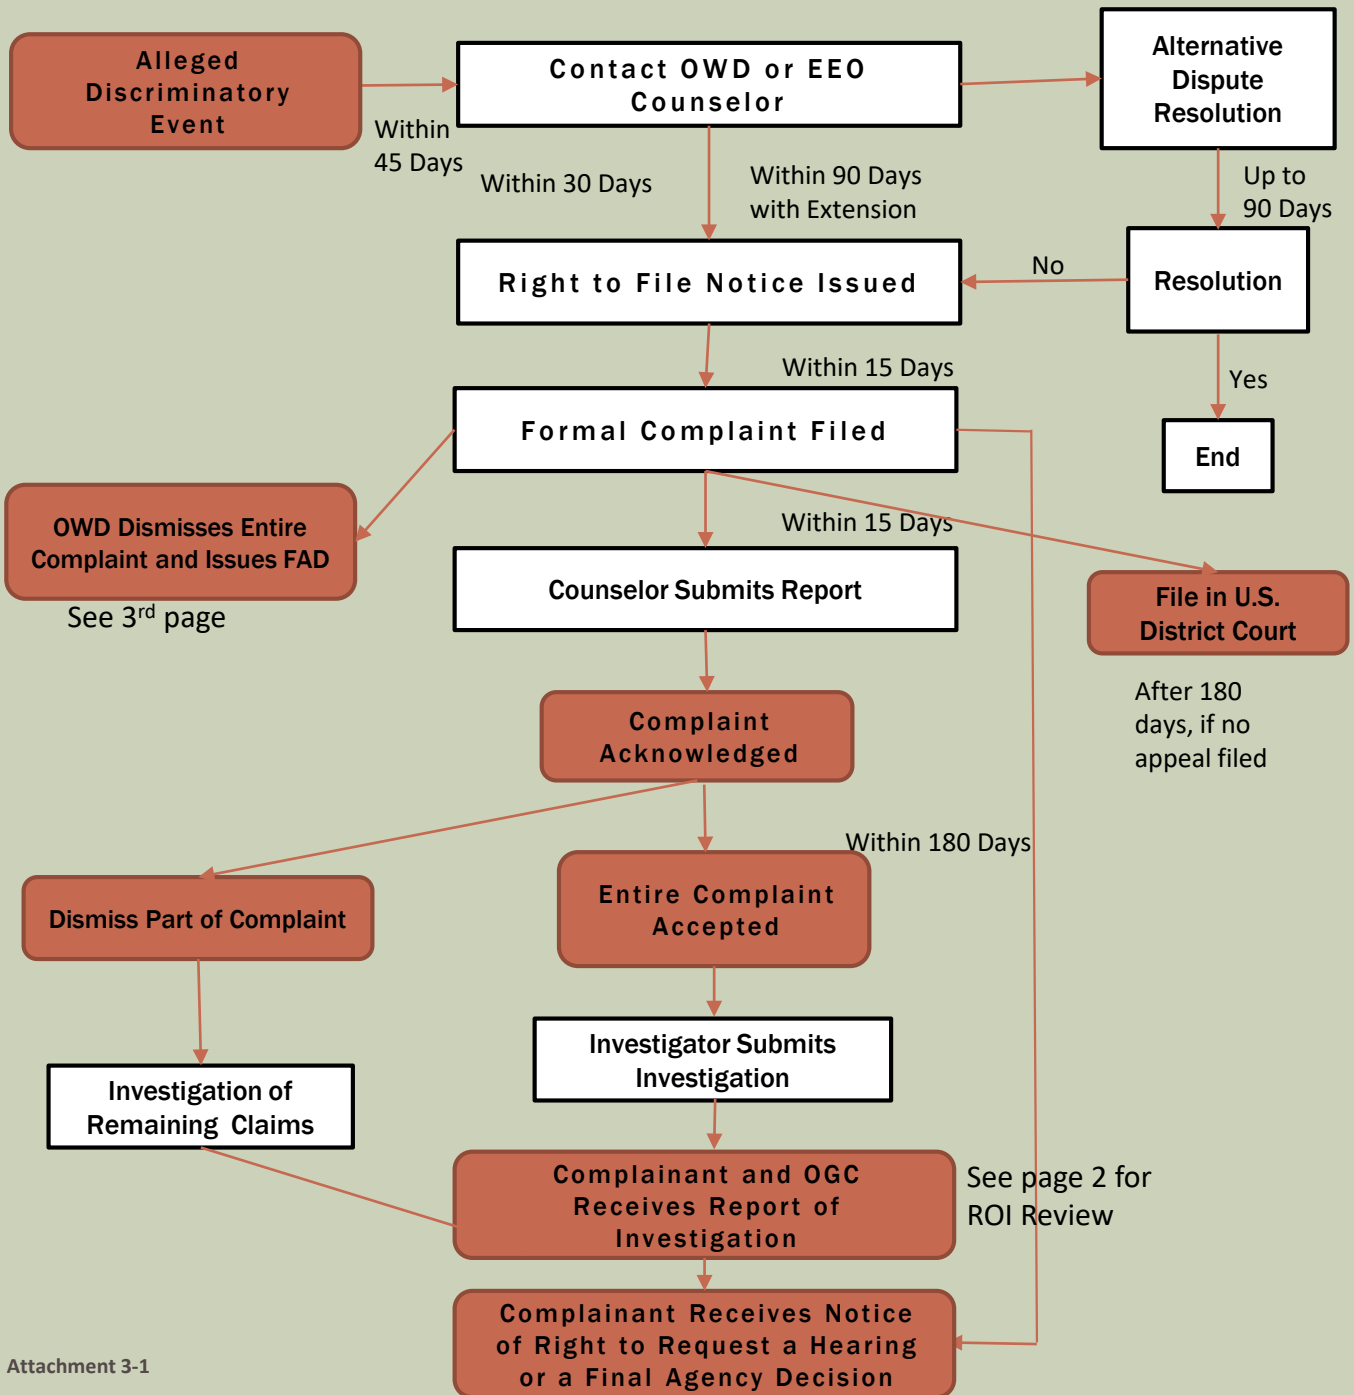 Alleged
Discriminatory
Event
Within
45 Days
Contact OWD or EEO
Counselor
Alternative
Dispute
Resolution
Within 30 Days
Within 90 Days
with Extension
Up to
90 Days
Right to File Notice Issued
No
Resolution
Within 15 Days
Yes
Formal Complaint Filed
End
OWD Dismisses Entire
Complaint and Issues FAD
See 3rd page
Within 15 Days
Counselor Submits Report
File in U.S.
District Court
After 180
days, if no
appeal filed
Complaint
Acknowledged
Within 180 Days
Dismiss Part of Complaint
Entire Complaint
Accepted
Investigation of
Remaining Claims
Investigator Submits
Investigation
Complainant and OGC
Receives Report of
Investigation
See page 2 for
ROI Review
Complainant Receives Notice
of Right to Request a Hearing
or a Final Agency Decision
Attachment 3-1